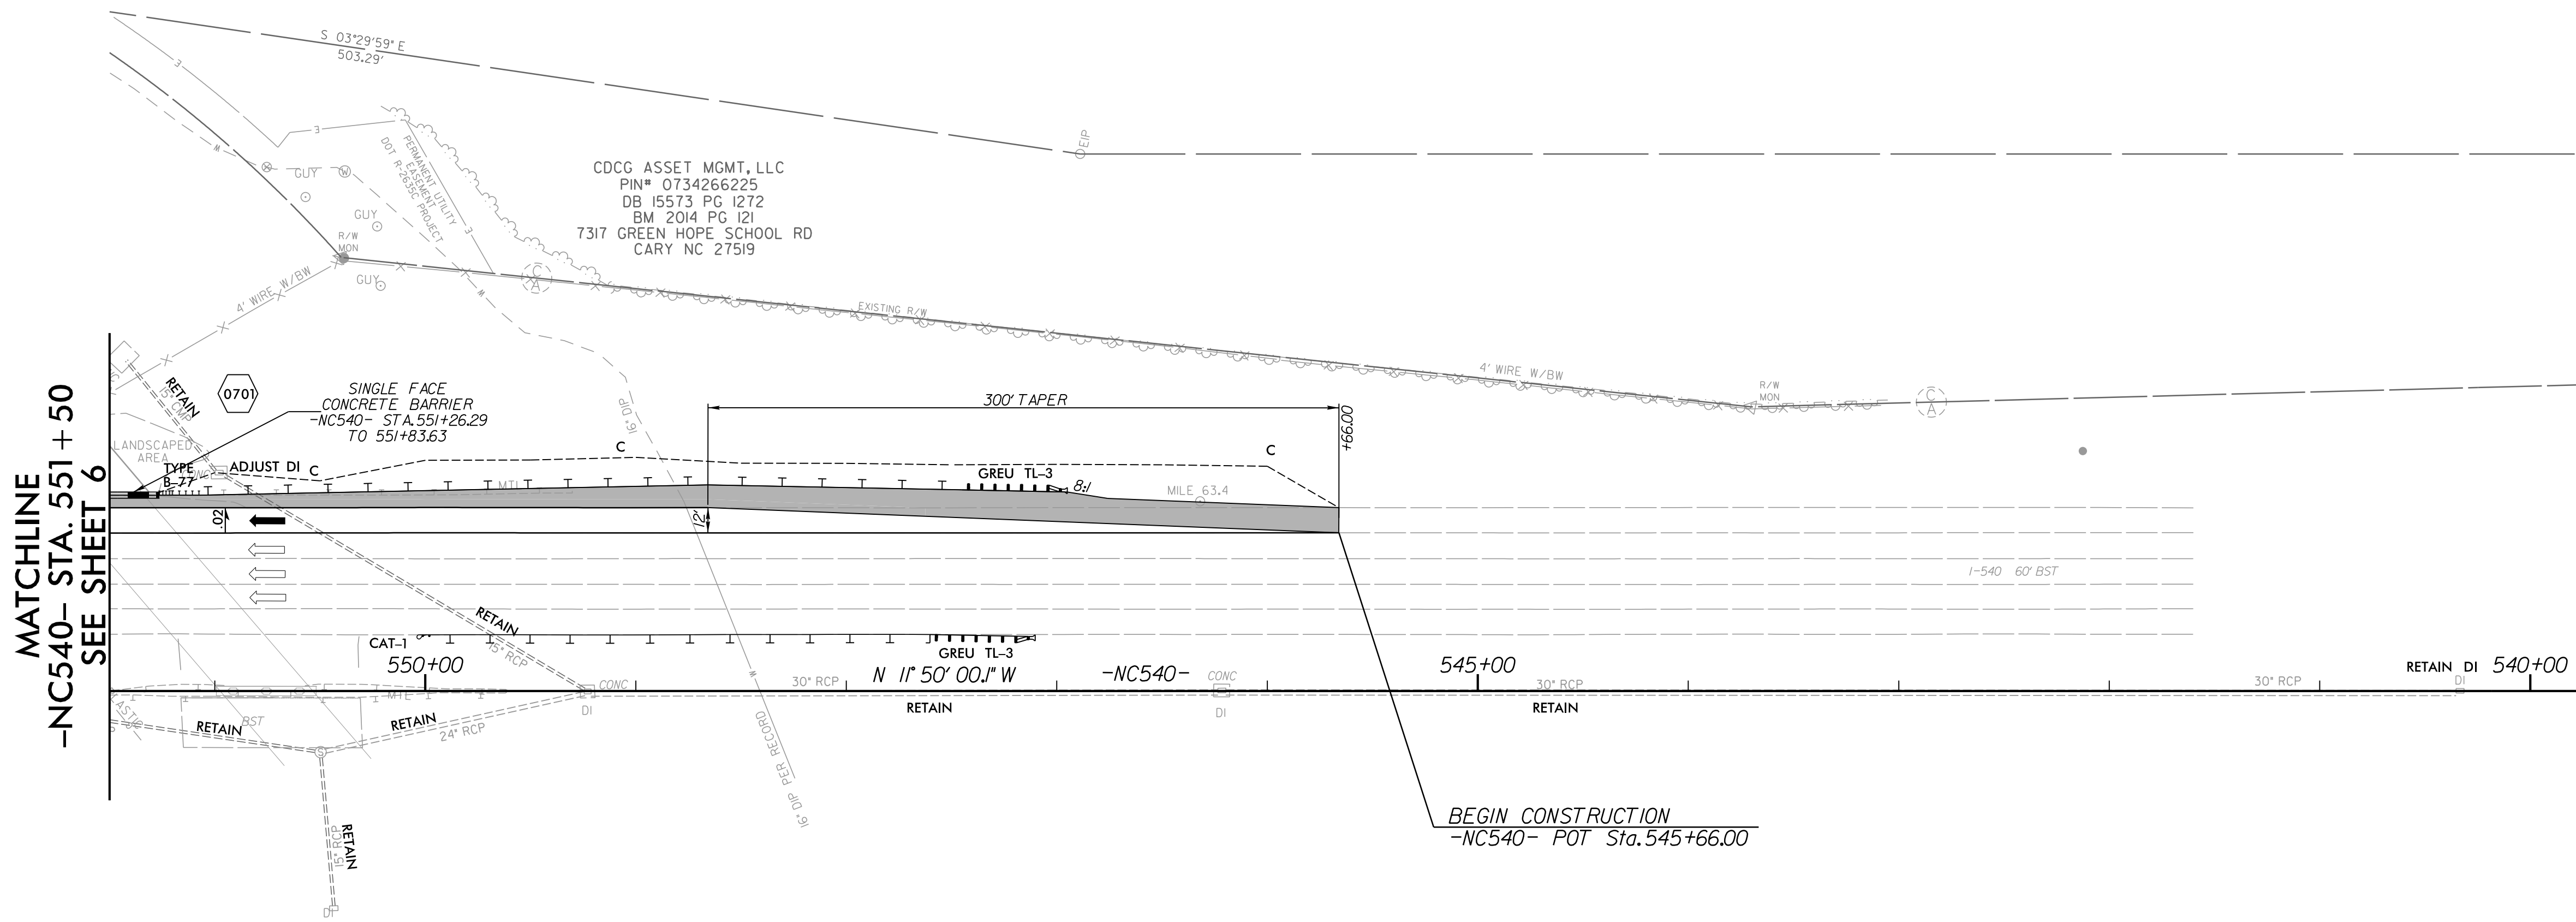 S 03°29'59" E
503.29'
E
EIP
E
W
GUY
W
PERMANENT UTILITY
EASEMENT
DOT R-2635C PROJECT
GUY
E
R/W
MON
GUY
CDCG ASSET MGMT, LLC
PIN# 0734266225
DB 15573 PG 1272
BM 2014 PG 121
7317 GREEN HOPE SCHOOL RD
CARY NC 27519
C
A
W
4' WIRE W/BW
EXISTING R/W
4' WIRE W/BW
R/W
MON
C
A
MATCHLINE
-NC540- STA. 551+50
SEE SHEET 6
RETAIN
15" CMP
0701
SINGLE FACE
CONCRETE BARRIER
-NC540- STA.551+26.29
TO 551+83.63
16" DIP
300' TAPER
+66.00
LANDSCAPED
AREA
TYPE
B-77
ADJUST DI
C
C
C
MTL
GREU TL-3
8:1
MILE 63.4
.02
12'
I-540 60' BST
RETAIN
15" RCP
CAT-1
GREU TL-3
550+00
N 11° 50' 00.1" W
-NC540-
545+00
RETAIN DI
540+00
MTL
CONC
DI
30" RCP
RETAIN
CONC
DI
30" RCP
RETAIN
30" RCP
DI
RETAIN
BST
RETAIN
24" RCP
S
W
16" DIP PER RECORD
RETAIN
15" RCP
DI
BEGIN CONSTRUCTION
-NC540- POT Sta.545+66.00